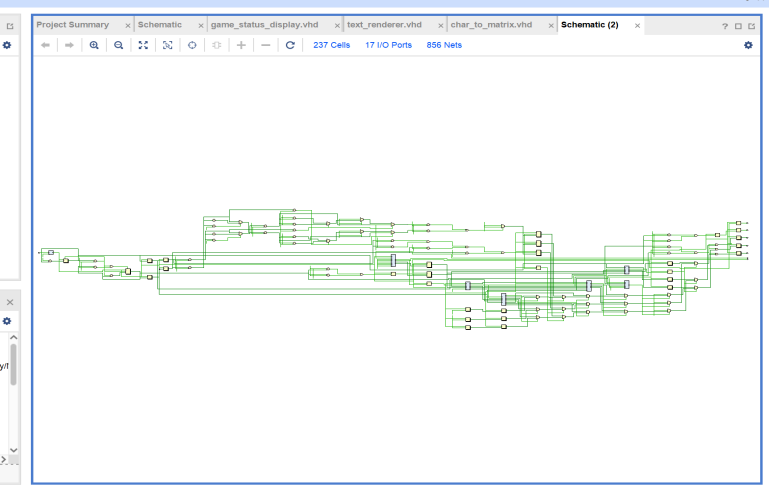 Project Summary × Schematic × game_status_display.vhd × text_renderer.vhd × char_to_matrix.vhd × Schematic (2) × ?
237 Cells 17 I/O Ports 856 Nets